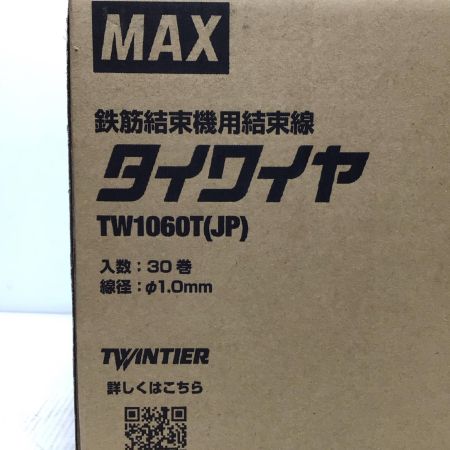 MAX
鉄筋結束機用結束線
タイワイヤ
TW1060T(JP)
入数：30巻
線径：φ1.0mm
TWINTIER
詳しくはこちら